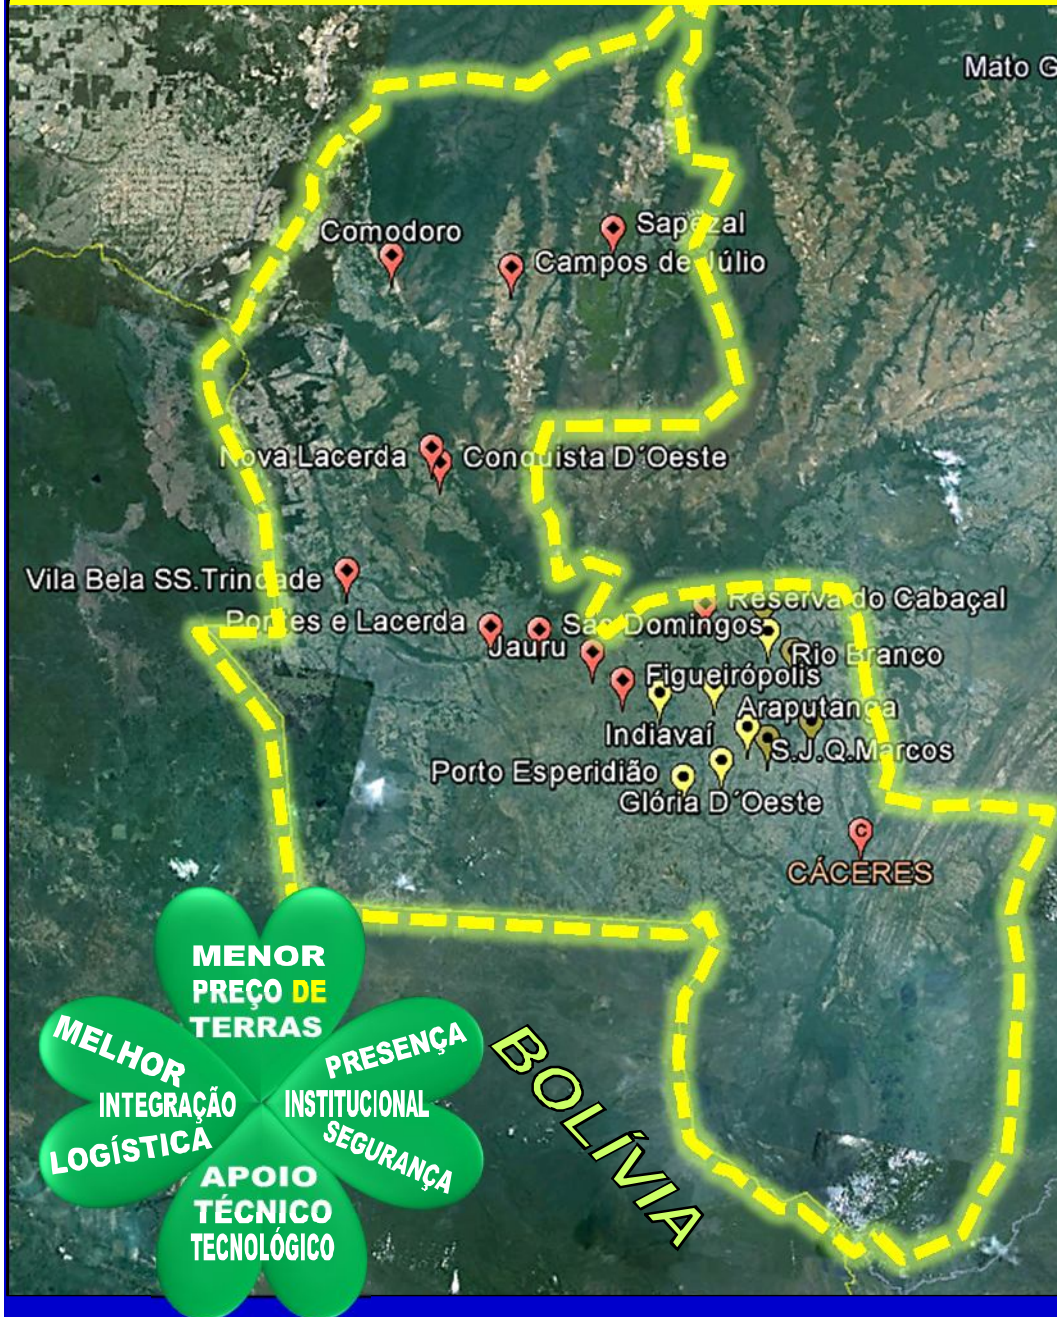 Mato G
Comodoro
Sapezal
Campos de Júlio
Nova Lacerda
Conquista D´Oeste
Vila Bela SS.Trindade
Reserva do Cabaçal
Pontes e Lacerda
São Domingos
Jauru
Rio Branco
Figueirópolis
Araputanga
Indiavaí
S.J.Q.Marcos
Porto Esperidião
Glória D´Oeste
C
CÁCERES
MENOR
PREÇO DE
TERRAS
MELHOR
INTEGRAÇÃO
LOGÍSTICA
PRESENÇA
INSTITUCIONAL
SEGURANÇA
APOIO
TÉCNICO
TECNOLÓGICO
BOLÍVIA